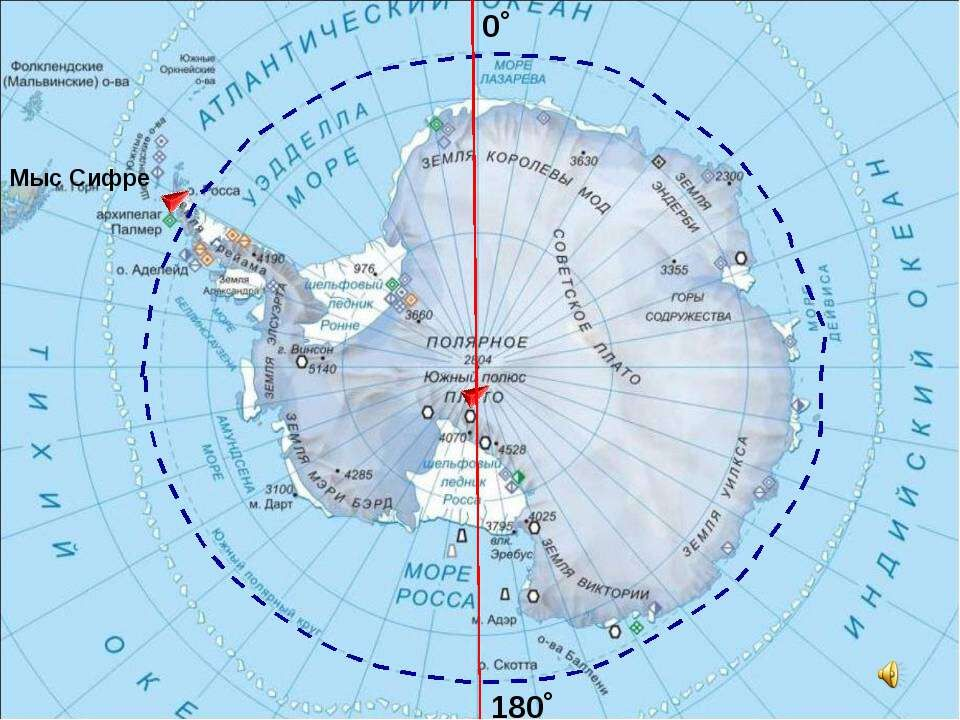 АТЛАНТИЧЕСКИЙ ОКЕАН
0°
Фолклендские
(Мальвинские) о-ва
Южные
Оркнейские
о-ва
МОРЕ
ЛАЗАРЕВА
УЭДДЕЛЛА
МОРЕ
Мыс Сифре
м. Горн
о. Росса
архипелаг
Палмер
о. Аделейд
4190
Земля
Александра I
976
шельфовый
ледник
Ронне
3660
ЗЕМЛЯ КОРОЛЕВЫ МОД
3630
ЗЕМЛЯ
ЭНДЕРБИ
2300
СОВЕТСКОЕ ПЛАТО
3355
ГОРЫ
СОДРУЖЕСТВА
МОРЕ
ДЕЙВИСА
МОРЕ
БЕЛЛИНСГАУЗЕНА
ЗЕМЛЯ ЭЛСУЭРТА
г. Винсон
5140
ПОЛЯРНОЕ
2804
Южный полюс
ПЛАТО
4070
4528
шельфовый
ледник
Росса
АМУНДСЕНА
МОРЕ
ЗЕМЛЯ МЭРИ БЭРД
4285
3100
м. Дарт
3795
влк.
Эребус
4025
ЗЕМЛЯ ВИКТОРИИ
ЗЕМЛЯ УИЛКСА
Южный полярный круг
МОРЕ
РОССА
м. Адэр
о-ва Баллени
о. Скотта
ТИХИЙ
ОКЕ
ИНДИЙСКИЙ ОКЕАН
180°